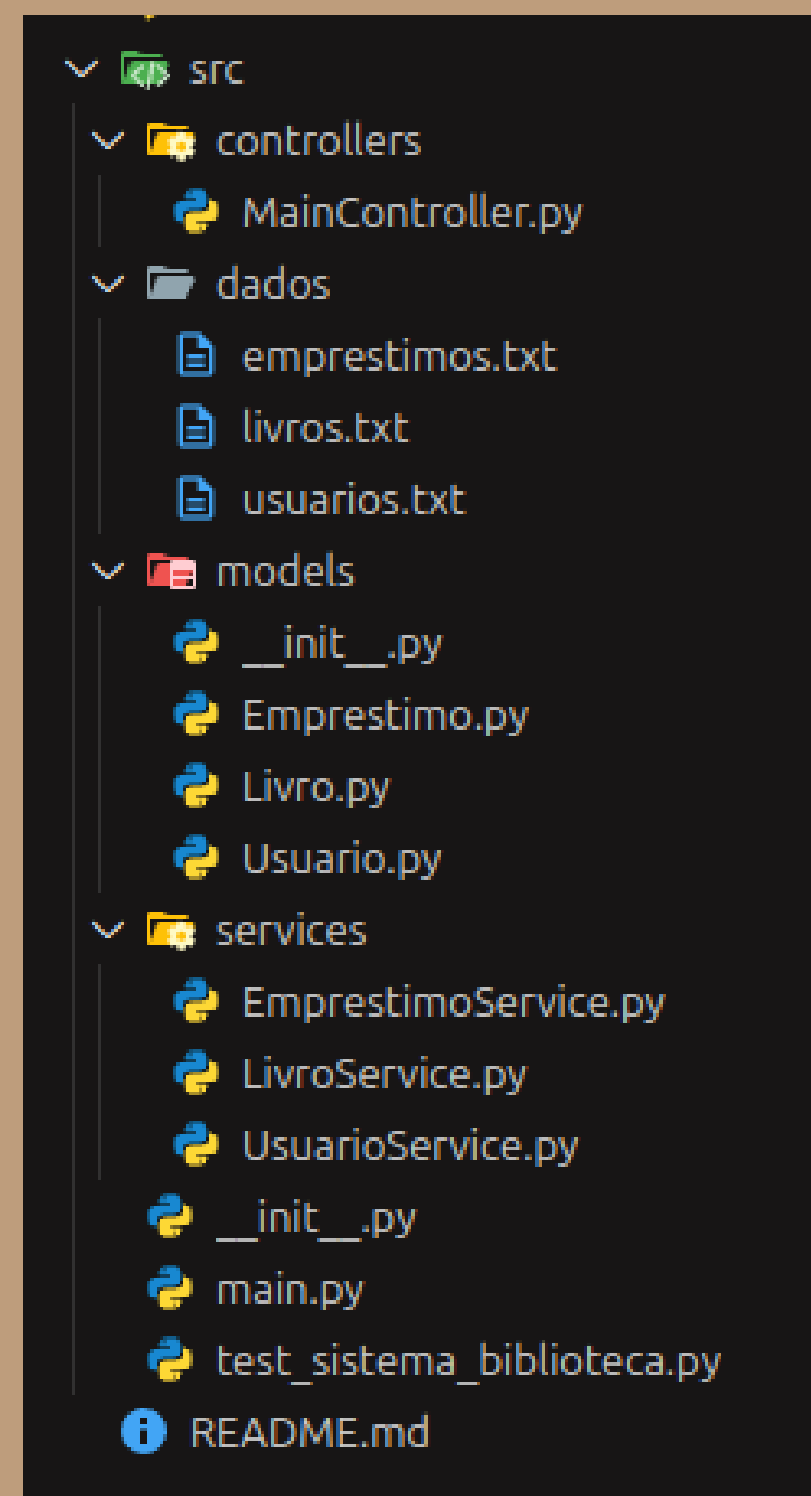 src
controllers
MainController.py
dados
emprestimos.txt
livros.txt
usuarios.txt
models
__init__.py
Emprestimo.py
Livro.py
Usuario.py
services
EmprestimoService.py
LivroService.py
UsuarioService.py
__init__.py
main.py
test_sistema_biblioteca.py
README.md